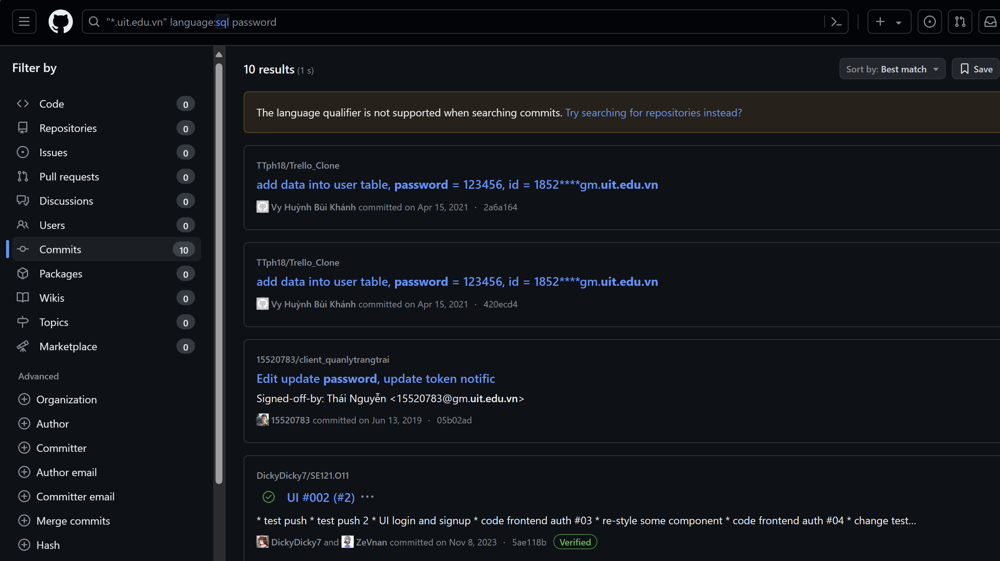 "*.uit.edu.vn" language:sql password
Filter by
Code 0
Repositories 0
Issues 0
Pull requests 0
Discussions 0
Users 0
Commits 10
Packages 0
Wikis 0
Topics 0
Marketplace 0
Advanced
Organization
Author
Committer
Author email
Committer email
Merge commits
Hash
10 results (1 s)
Sort by: Best match
Save
The language qualifier is not supported when searching commits. Try searching for repositories instead?
TTph18/Trello_Clone
add data into user table, password = 123456, id = 1852****gm.uit.edu.vn
Vy Huỳnh Bùi Khánh committed on Apr 15, 2021 · 2a6a164
TTph18/Trello_Clone
add data into user table, password = 123456, id = 1852****gm.uit.edu.vn
Vy Huỳnh Bùi Khánh committed on Apr 15, 2021 · 420ecd4
15520783/client_quanlytrangtrai
Edit update password, update token notific
Signed-off-by: Thái Nguyễn <15520783@gm.uit.edu.vn>
15520783 committed on Jun 13, 2019 · 05b02ad
DickyDicky7/SE121.O11
UI #002 (#2) ···
* test push * test push 2 * UI login and signup * code frontend auth #03 * re-style some component * code frontend auth #04 * change test...
DickyDicky7 and ZeVnan committed on Nov 8, 2023 · 5ae118b Verified